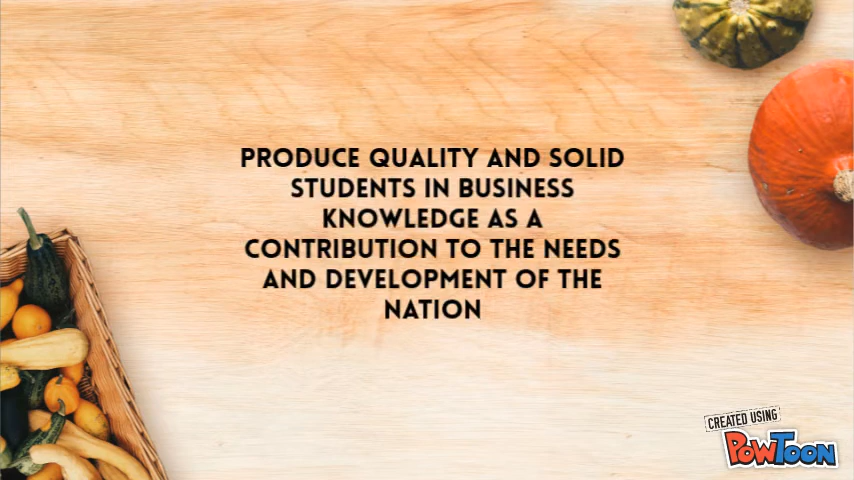 PRODUCE QUALITY AND SOLID
STUDENTS IN BUSINESS
KNOWLEDGE AS A
CONTRIBUTION TO THE NEEDS
AND DEVELOPMENT OF THE
NATION
CREATED USING
POWTOON